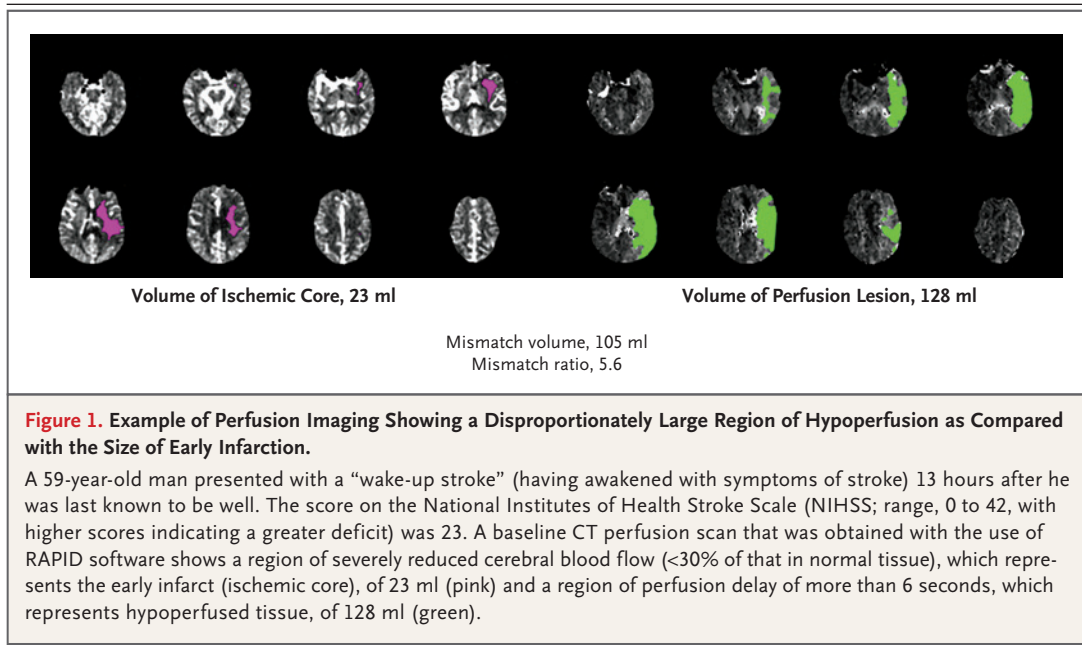 Volume of Ischemic Core, 23 ml
Volume of Perfusion Lesion, 128 ml
Mismatch volume, 105 ml
Mismatch ratio, 5.6
Figure 1. Example of Perfusion Imaging Showing a Disproportionately Large Region of Hypoperfusion as Compared
with the Size of Early Infarction.
A 59-year-old man presented with a “wake-up stroke” (having awakened with symptoms of stroke) 13 hours after he
was last known to be well. The score on the National Institutes of Health Stroke Scale (NIHSS; range, 0 to 42, with
higher scores indicating a greater deficit) was 23. A baseline CT perfusion scan that was obtained with the use of
RAPID software shows a region of severely reduced cerebral blood flow (<30% of that in normal tissue), which repre-
sents the early infarct (ischemic core), of 23 ml (pink) and a region of perfusion delay of more than 6 seconds, which
represents hypoperfused tissue, of 128 ml (green).